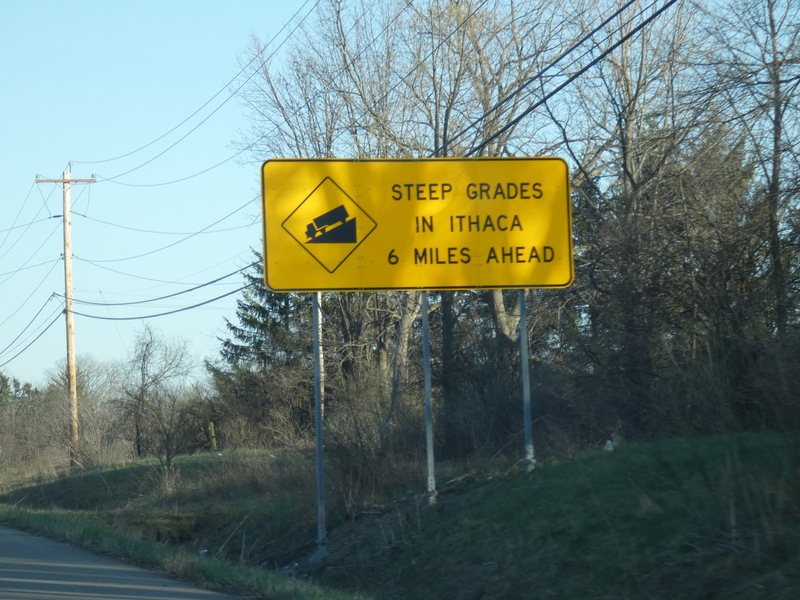 STEEP GRADES
IN ITHACA
6 MILES AHEAD